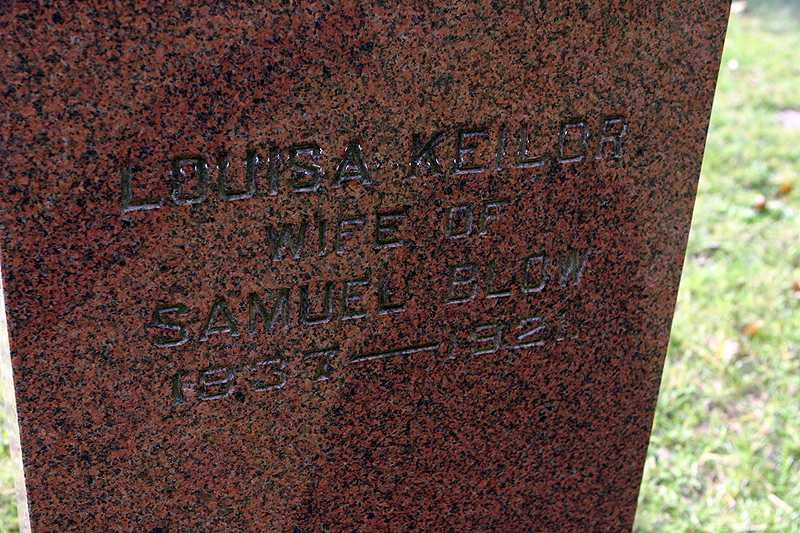 LOUISA KEILOR
WIFE OF
SAMUEL BLOW
1837—1921.